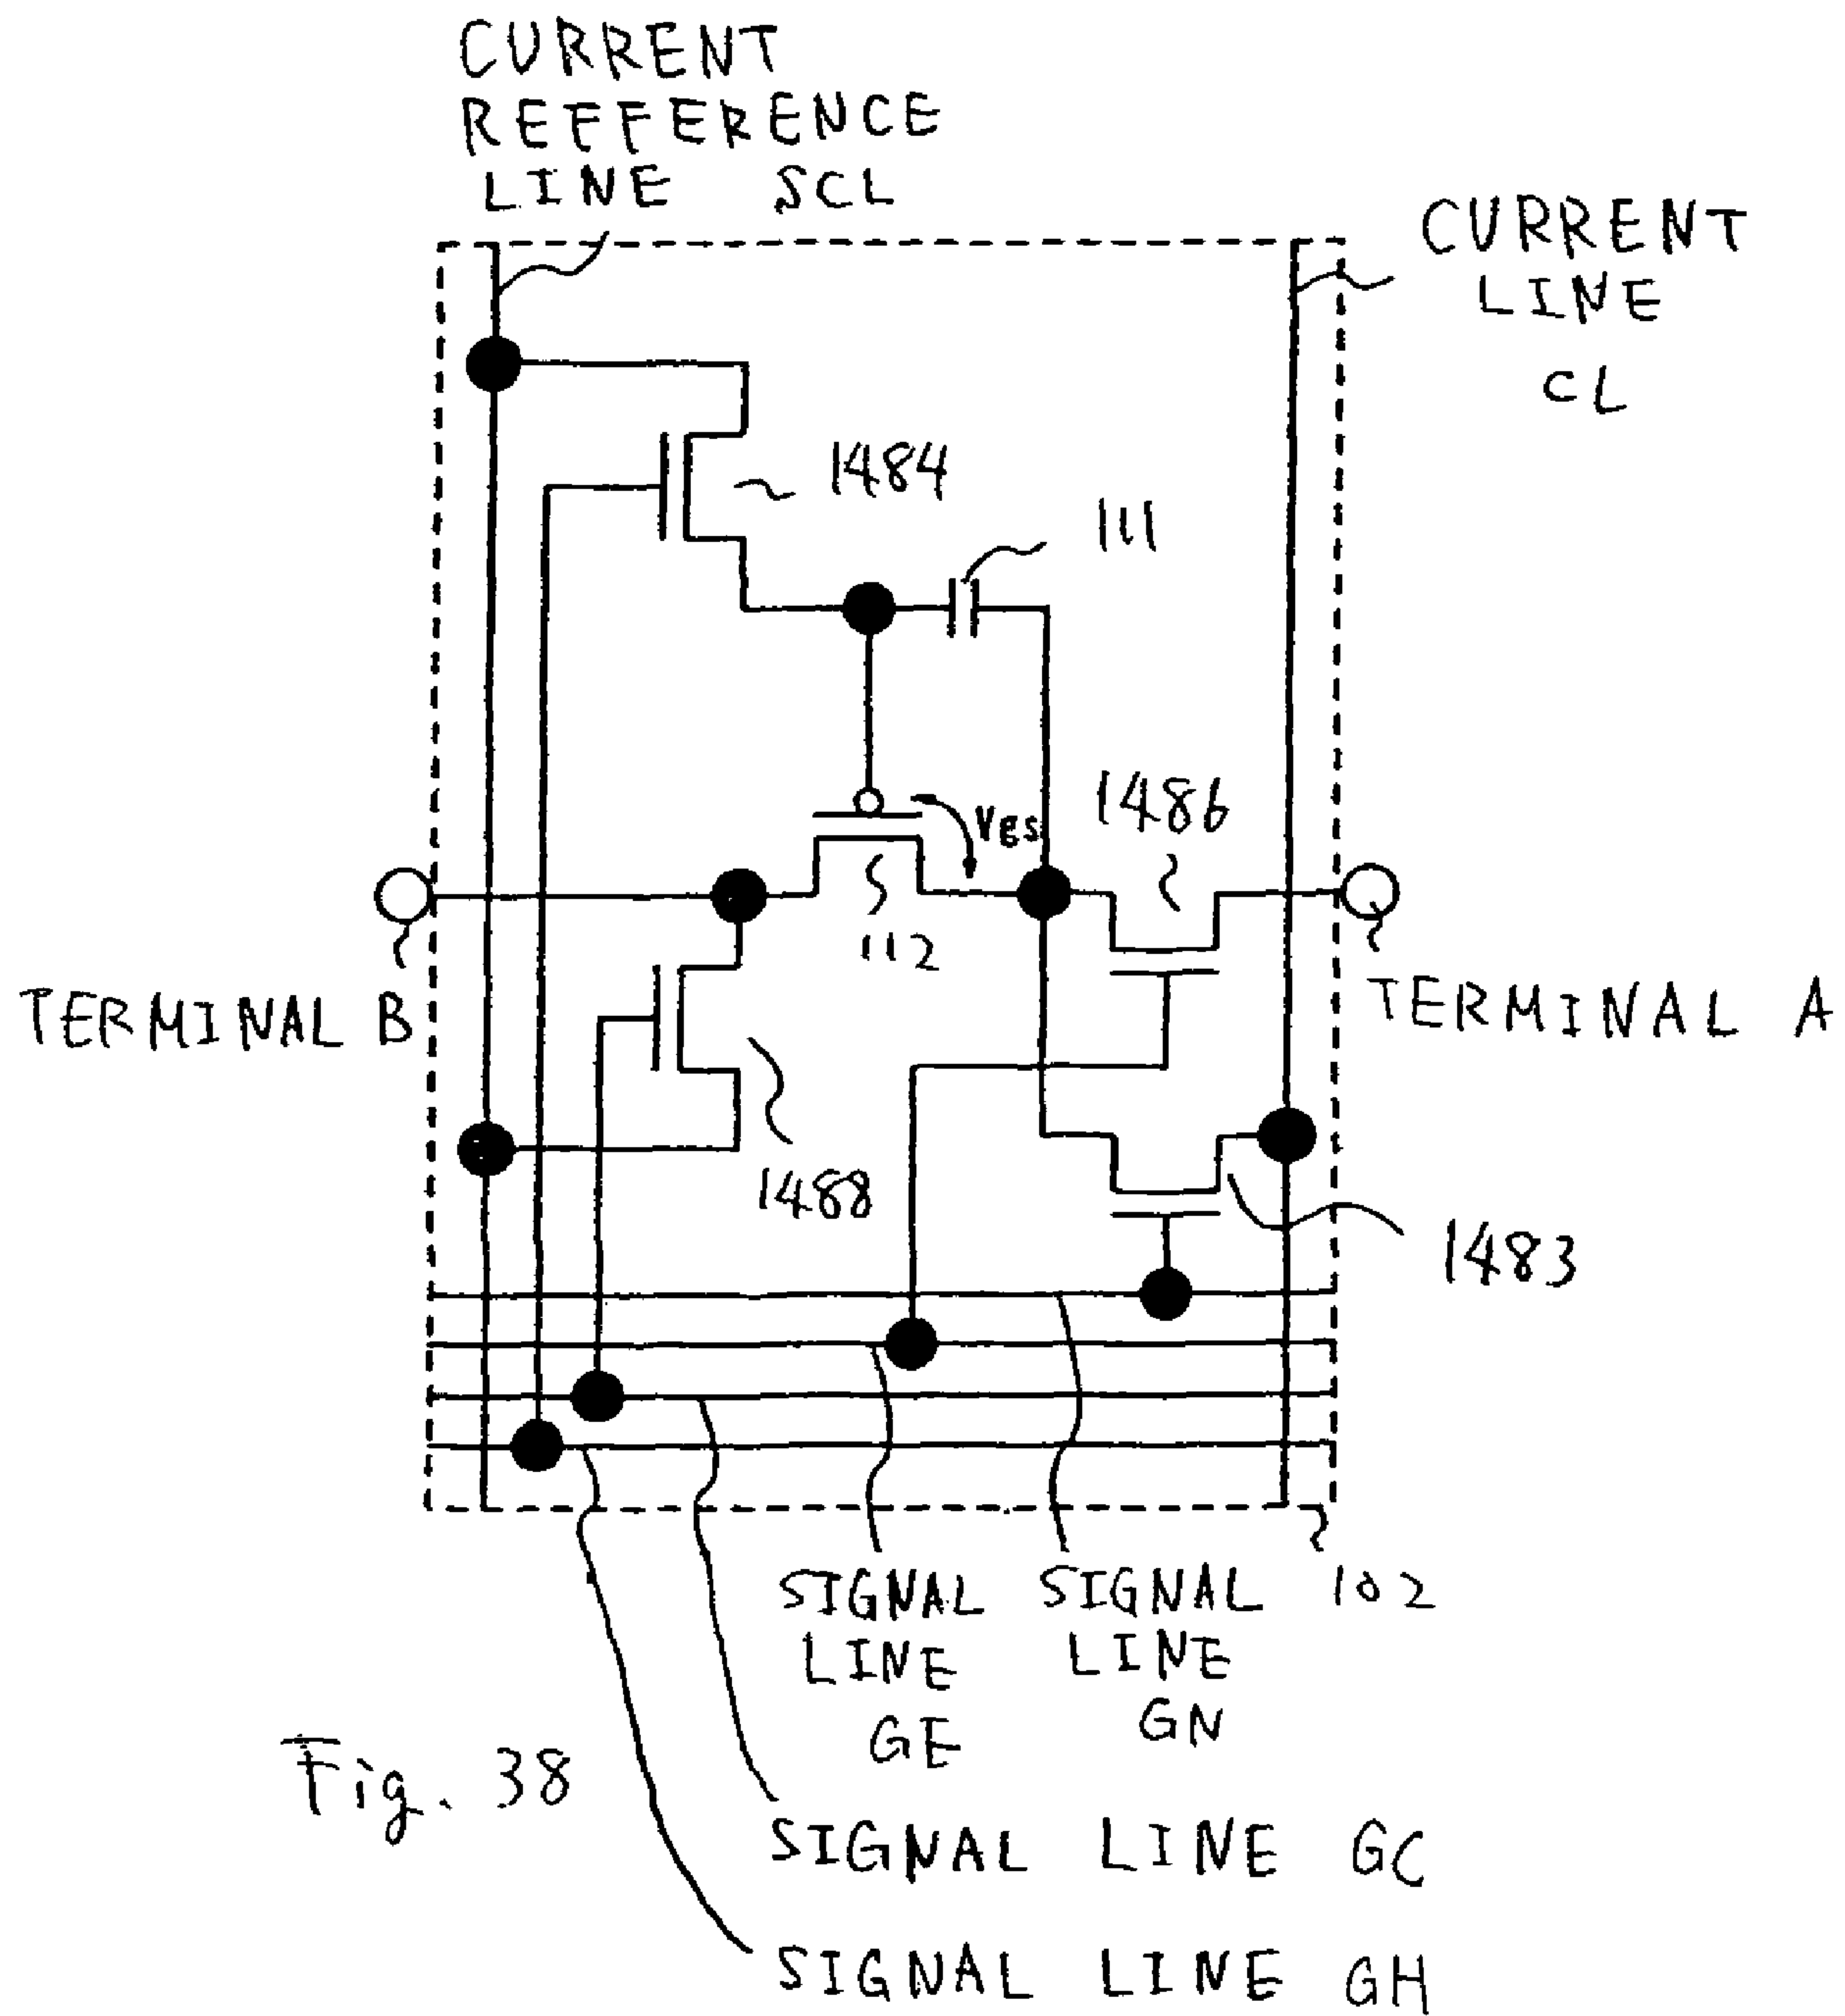 CURRENT
REFFERENCE
LINE SCL
CURRENT
LINE
CL
1484
111
1486
Vgs
112
TERMINAL B
TERMINAL A
1488
1483
SIGNAL
LINE
GE
SIGNAL
LINE
GN
102
Fig. 38
SIGNAL LINE GC
SIGNAL LINE GH